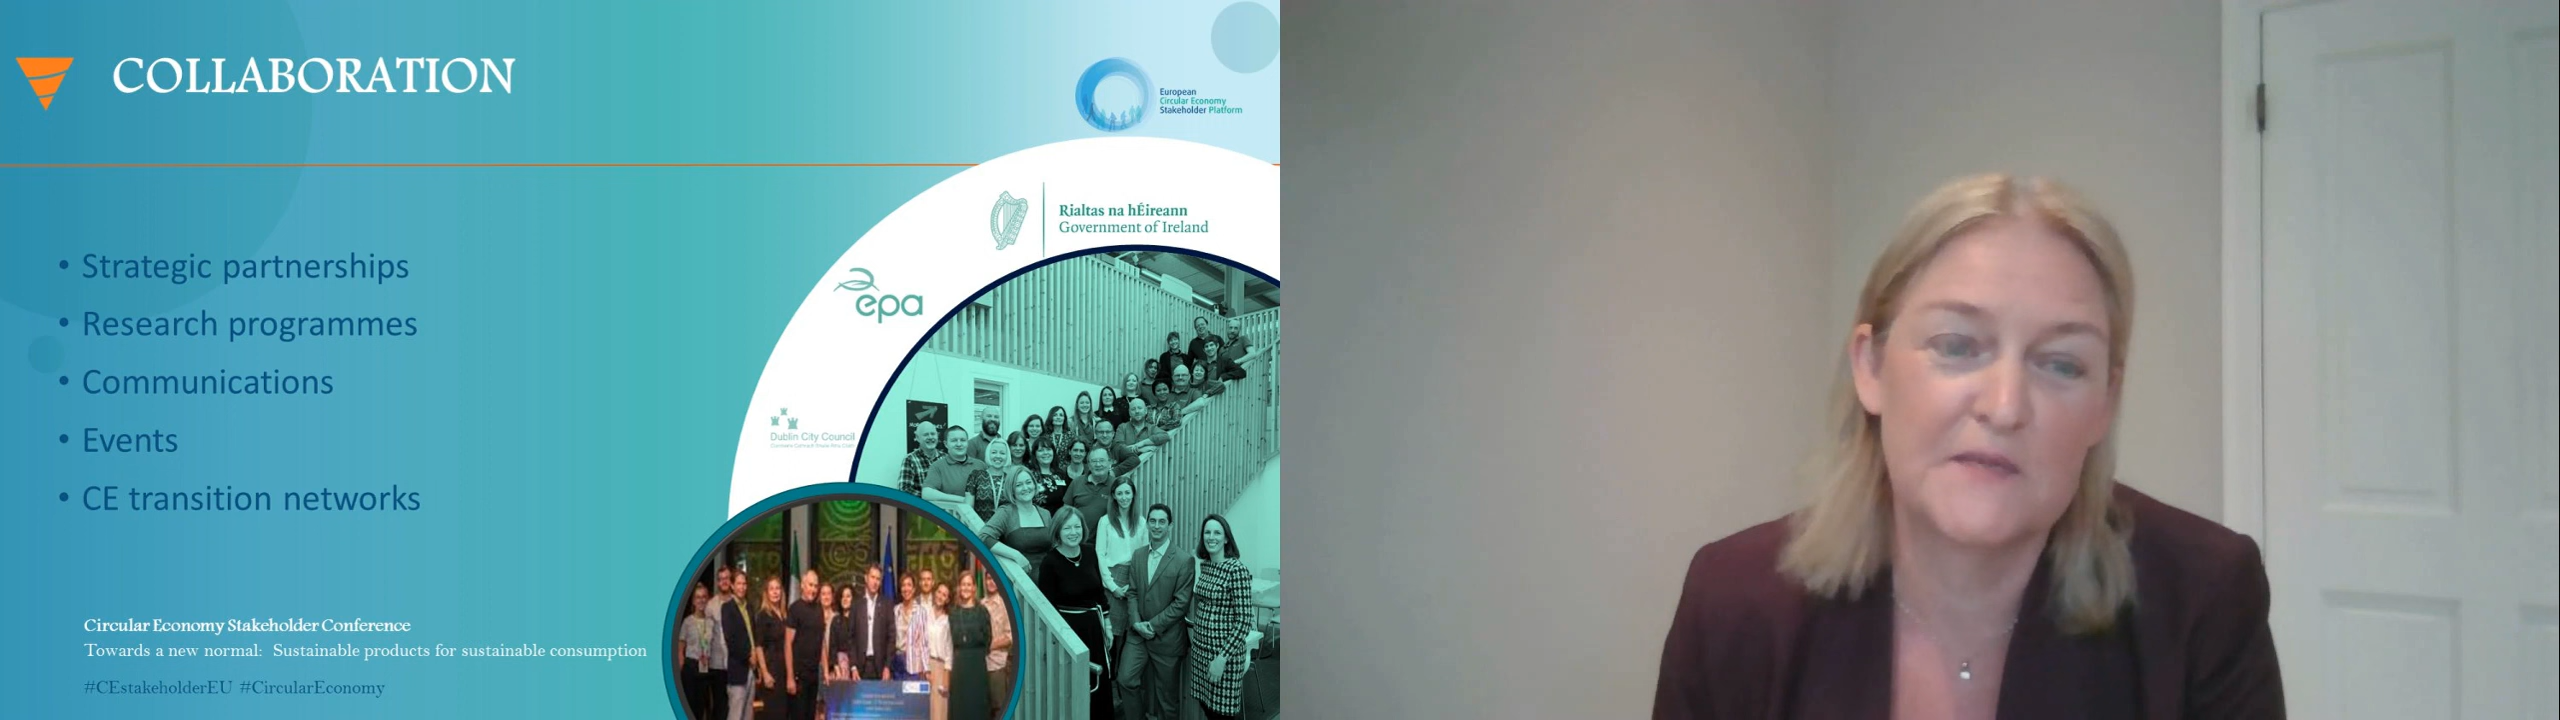 COLLABORATION
European
Circular Economy
Stakeholder Platform
Rialtas na hÉireann
Government of Ireland
epa
Dublin City Council
• Strategic partnerships
• Research programmes
• Communications
• Events
• CE transition networks
Circular Economy Stakeholder Conference
Towards a new normal: Sustainable products for sustainable consumption
#CEstakeholderEU #CircularEconomy